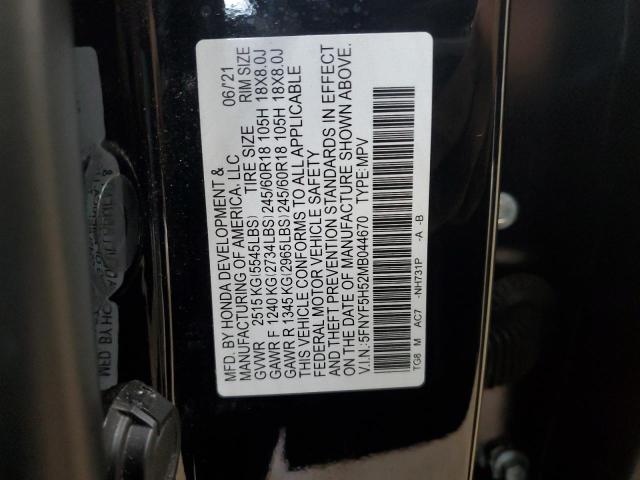 MFD. BY HONDA DEVELOPMENT & 06/21
MANUFACTURING OF AMERICA, LLC
TIRE SIZE RIM SIZE
GVWR 2515 KG (5545LBS)
GAWR F 1240 KG (2734LBS) 245/60R18 105H 18X8.0J
GAWR R 1345 KG (2965LBS) 245/60R18 105H 18X8.0J
THIS VEHICLE CONFORMS TO ALL APPLICABLE
FEDERAL MOTOR VEHICLE SAFETY
AND THEFT PREVENTION STANDARDS IN EFFECT
ON THE DATE OF MANUFACTURE SHOWN ABOVE.
V.I.N.: 5FNYF5H52MB044670 TYPE:MPV
TG8 M AC7 -NH731P -A -B